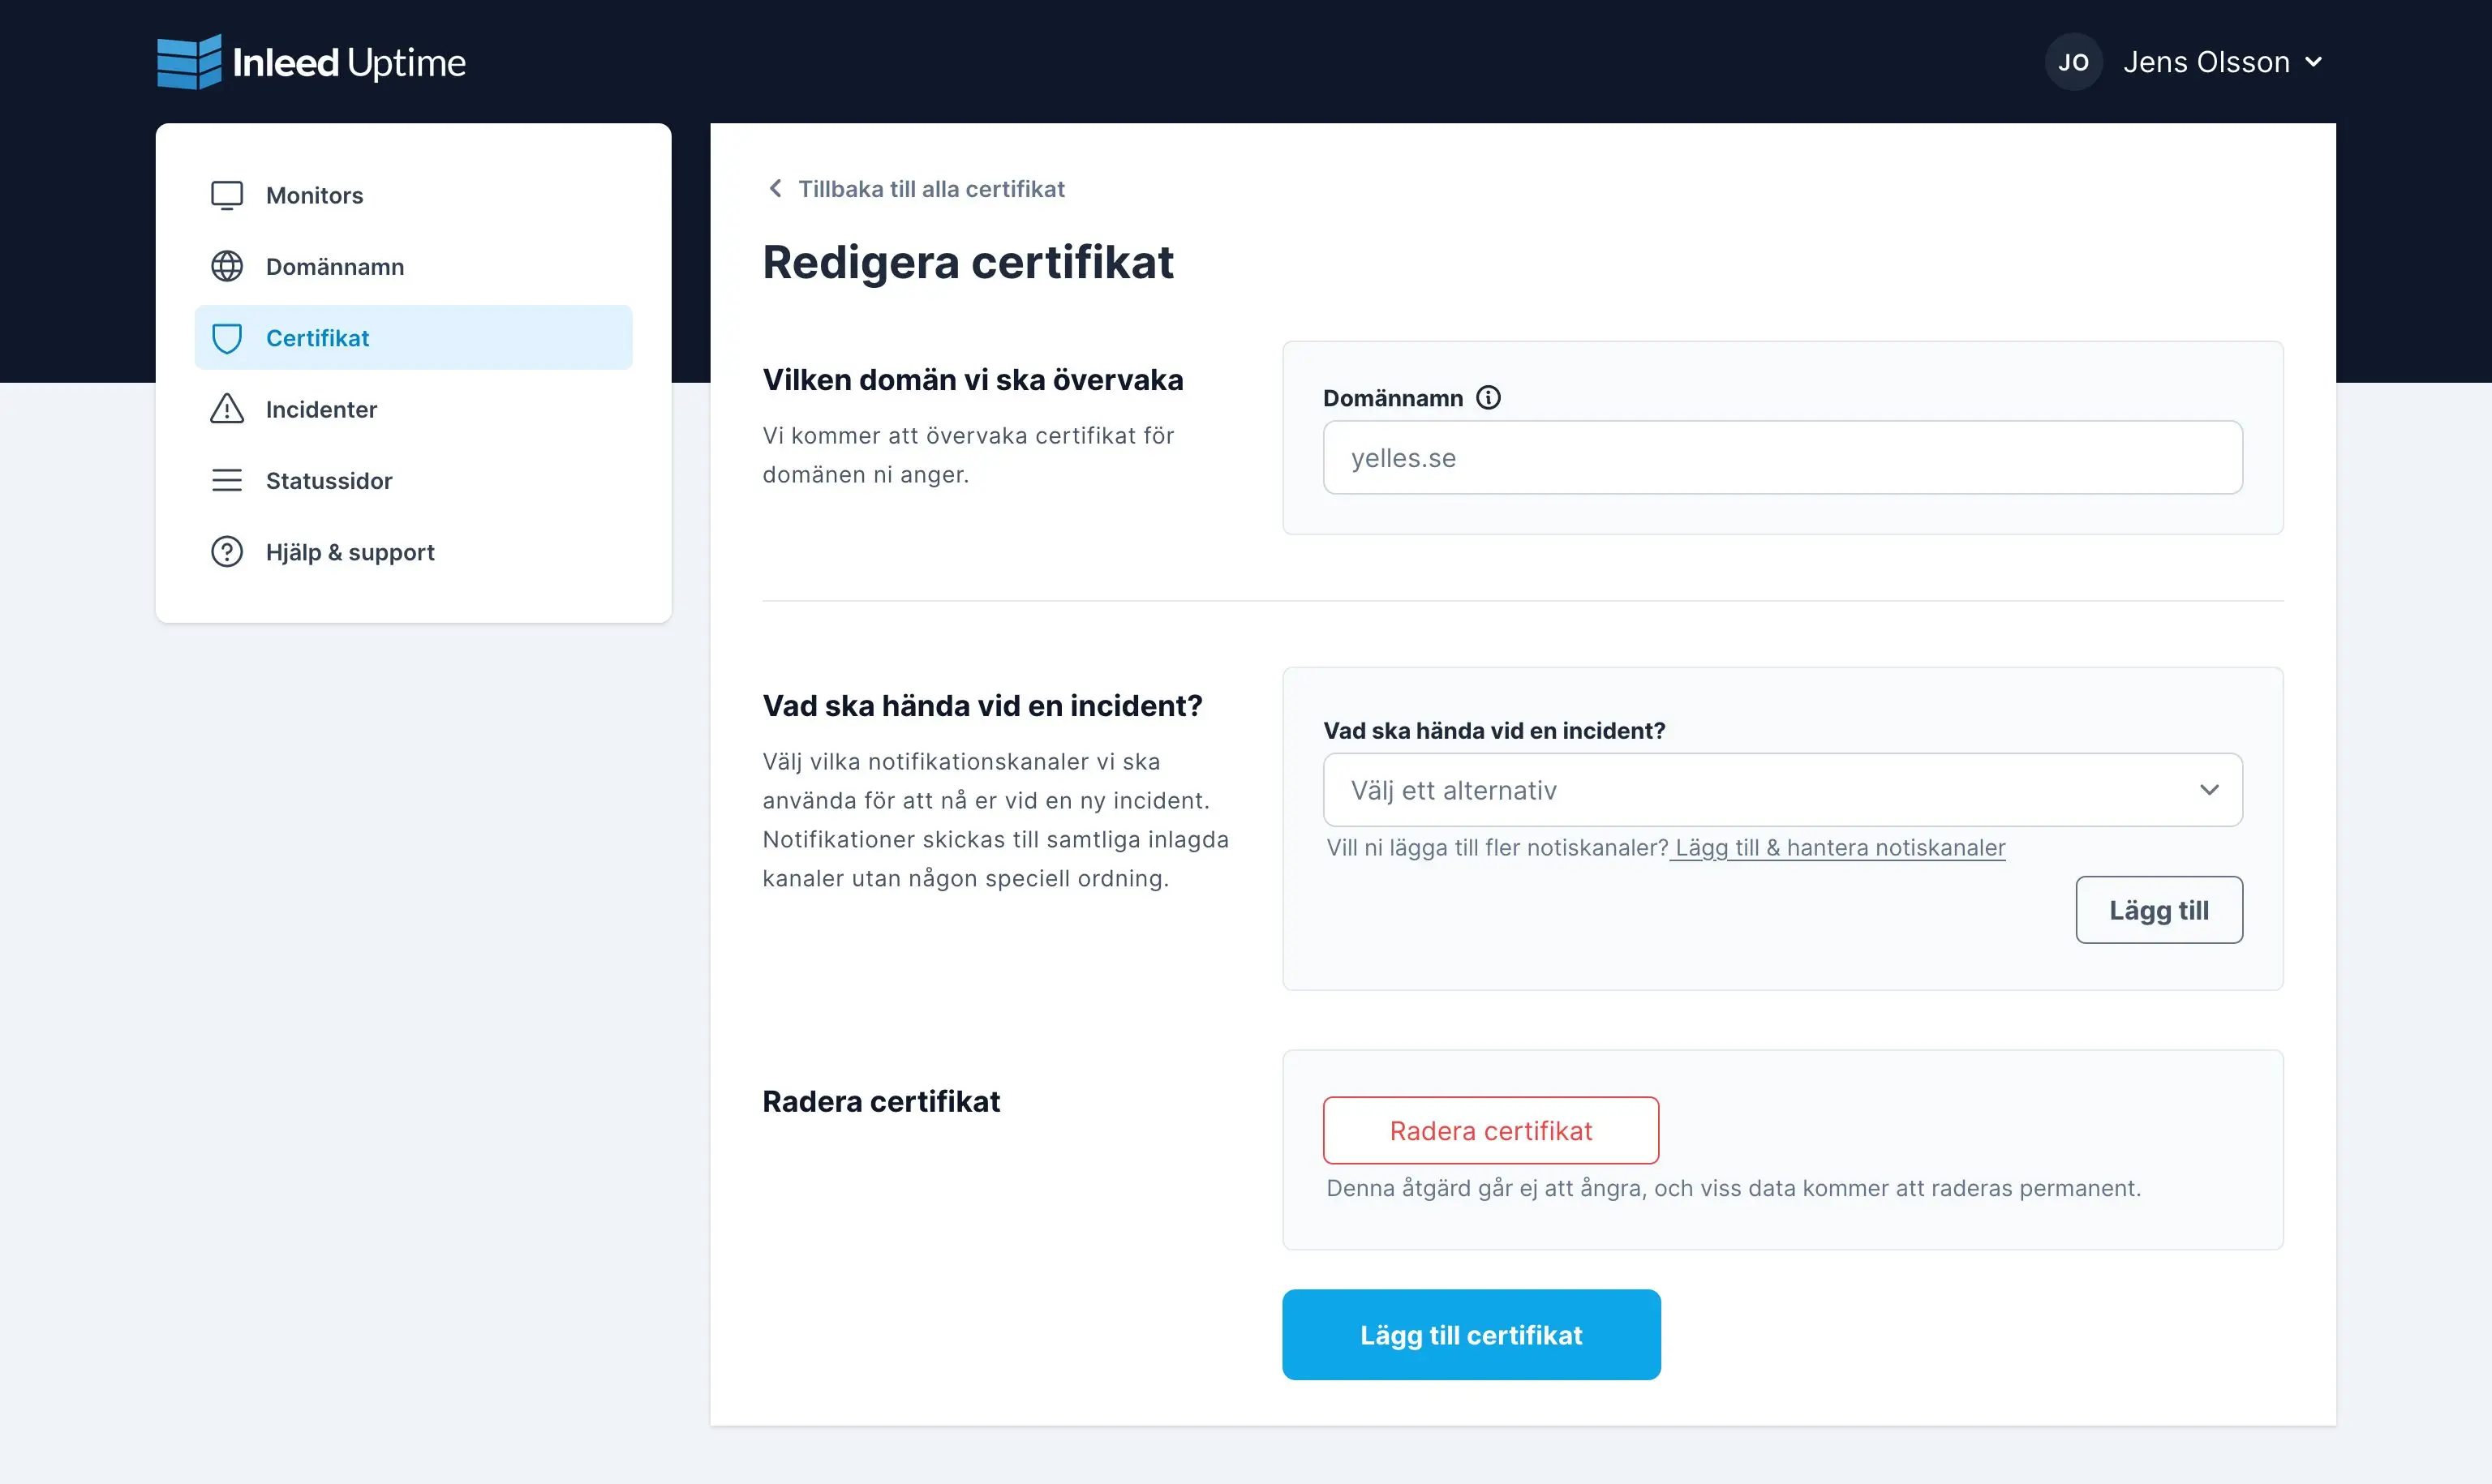 Inleed Uptime
JO
Jens Olsson
Monitors
Domännamn
Certifikat
Incidenter
Statussidor
Hjälp & support
Tillbaka till alla certifikat
Redigera certifikat
Vilken domän vi ska övervaka
Vi kommer att övervaka certifikat för
domänen ni anger.
Domännamn
yelles.se
Vad ska hända vid en incident?
Välj vilka notifikationskanaler vi ska
använda för att nå er vid en ny incident.
Notifikationer skickas till samtliga inlagda
kanaler utan någon speciell ordning.
Vad ska hända vid en incident?
Välj ett alternativ
Vill ni lägga till fler notiskanaler? Lägg till & hantera notiskanaler
Lägg till
Radera certifikat
Radera certifikat
Denna åtgärd går ej att ångra, och viss data kommer att raderas permanent.
Lägg till certifikat